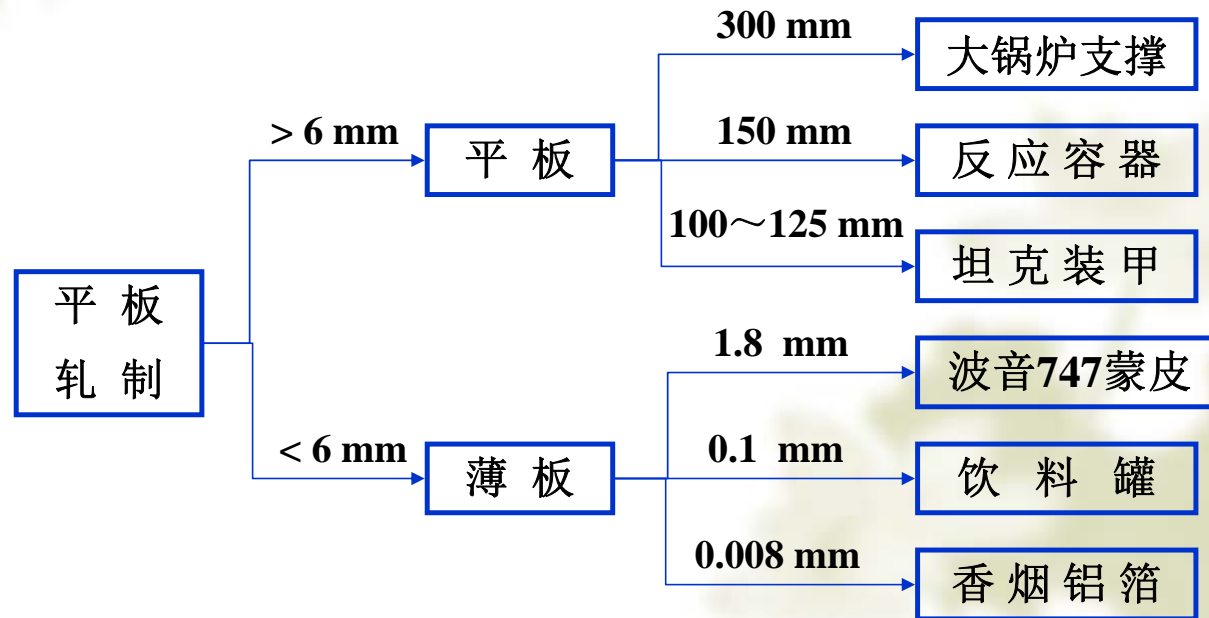 300 mm
大锅炉支撑
> 6 mm
平 板
150 mm
反 应 容 器
100～125 mm
坦 克 装 甲
平 板
轧 制
1.8 mm
波音747蒙皮
< 6 mm
薄 板
0.1 mm
饮 料 罐
0.008 mm
香 烟 铝 箔